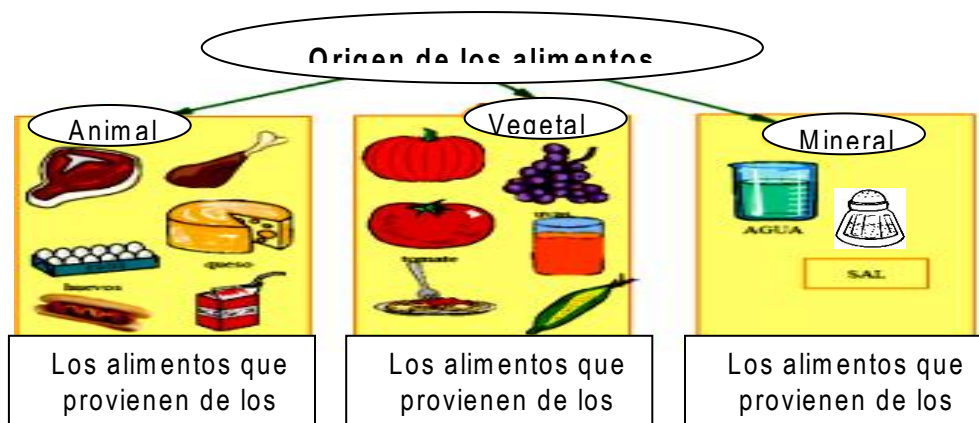 Origen de los alimentos
Animal
Vegetal
Mineral
AGUA
queso
tomate
huevos
SAL
Los alimentos que
provienen de los
Los alimentos que
provienen de los
Los alimentos que
provienen de los